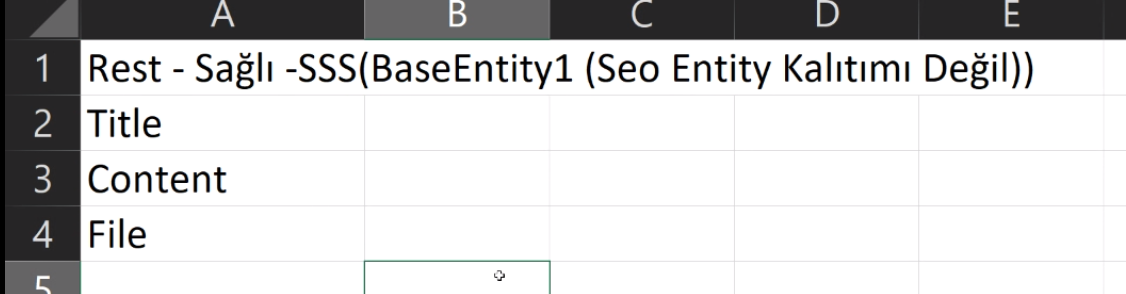 A B C D E
1 Rest - Sağlı -SSS(BaseEntity1 (Seo Entity Kalıtımı Değil))
2 Title
3 Content
4 File
5